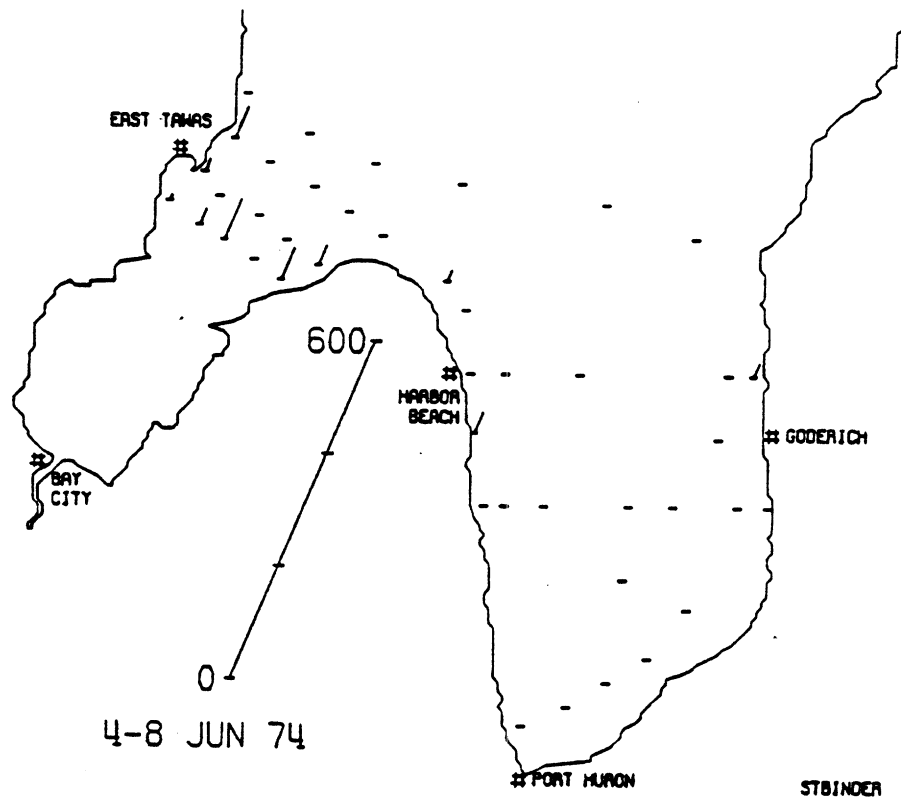 EAST TAWAS
600
HARBOR
BEACH
GODERICH
BAY
CITY
0
4-8 JUN 74
PORT HURON
STBINDER